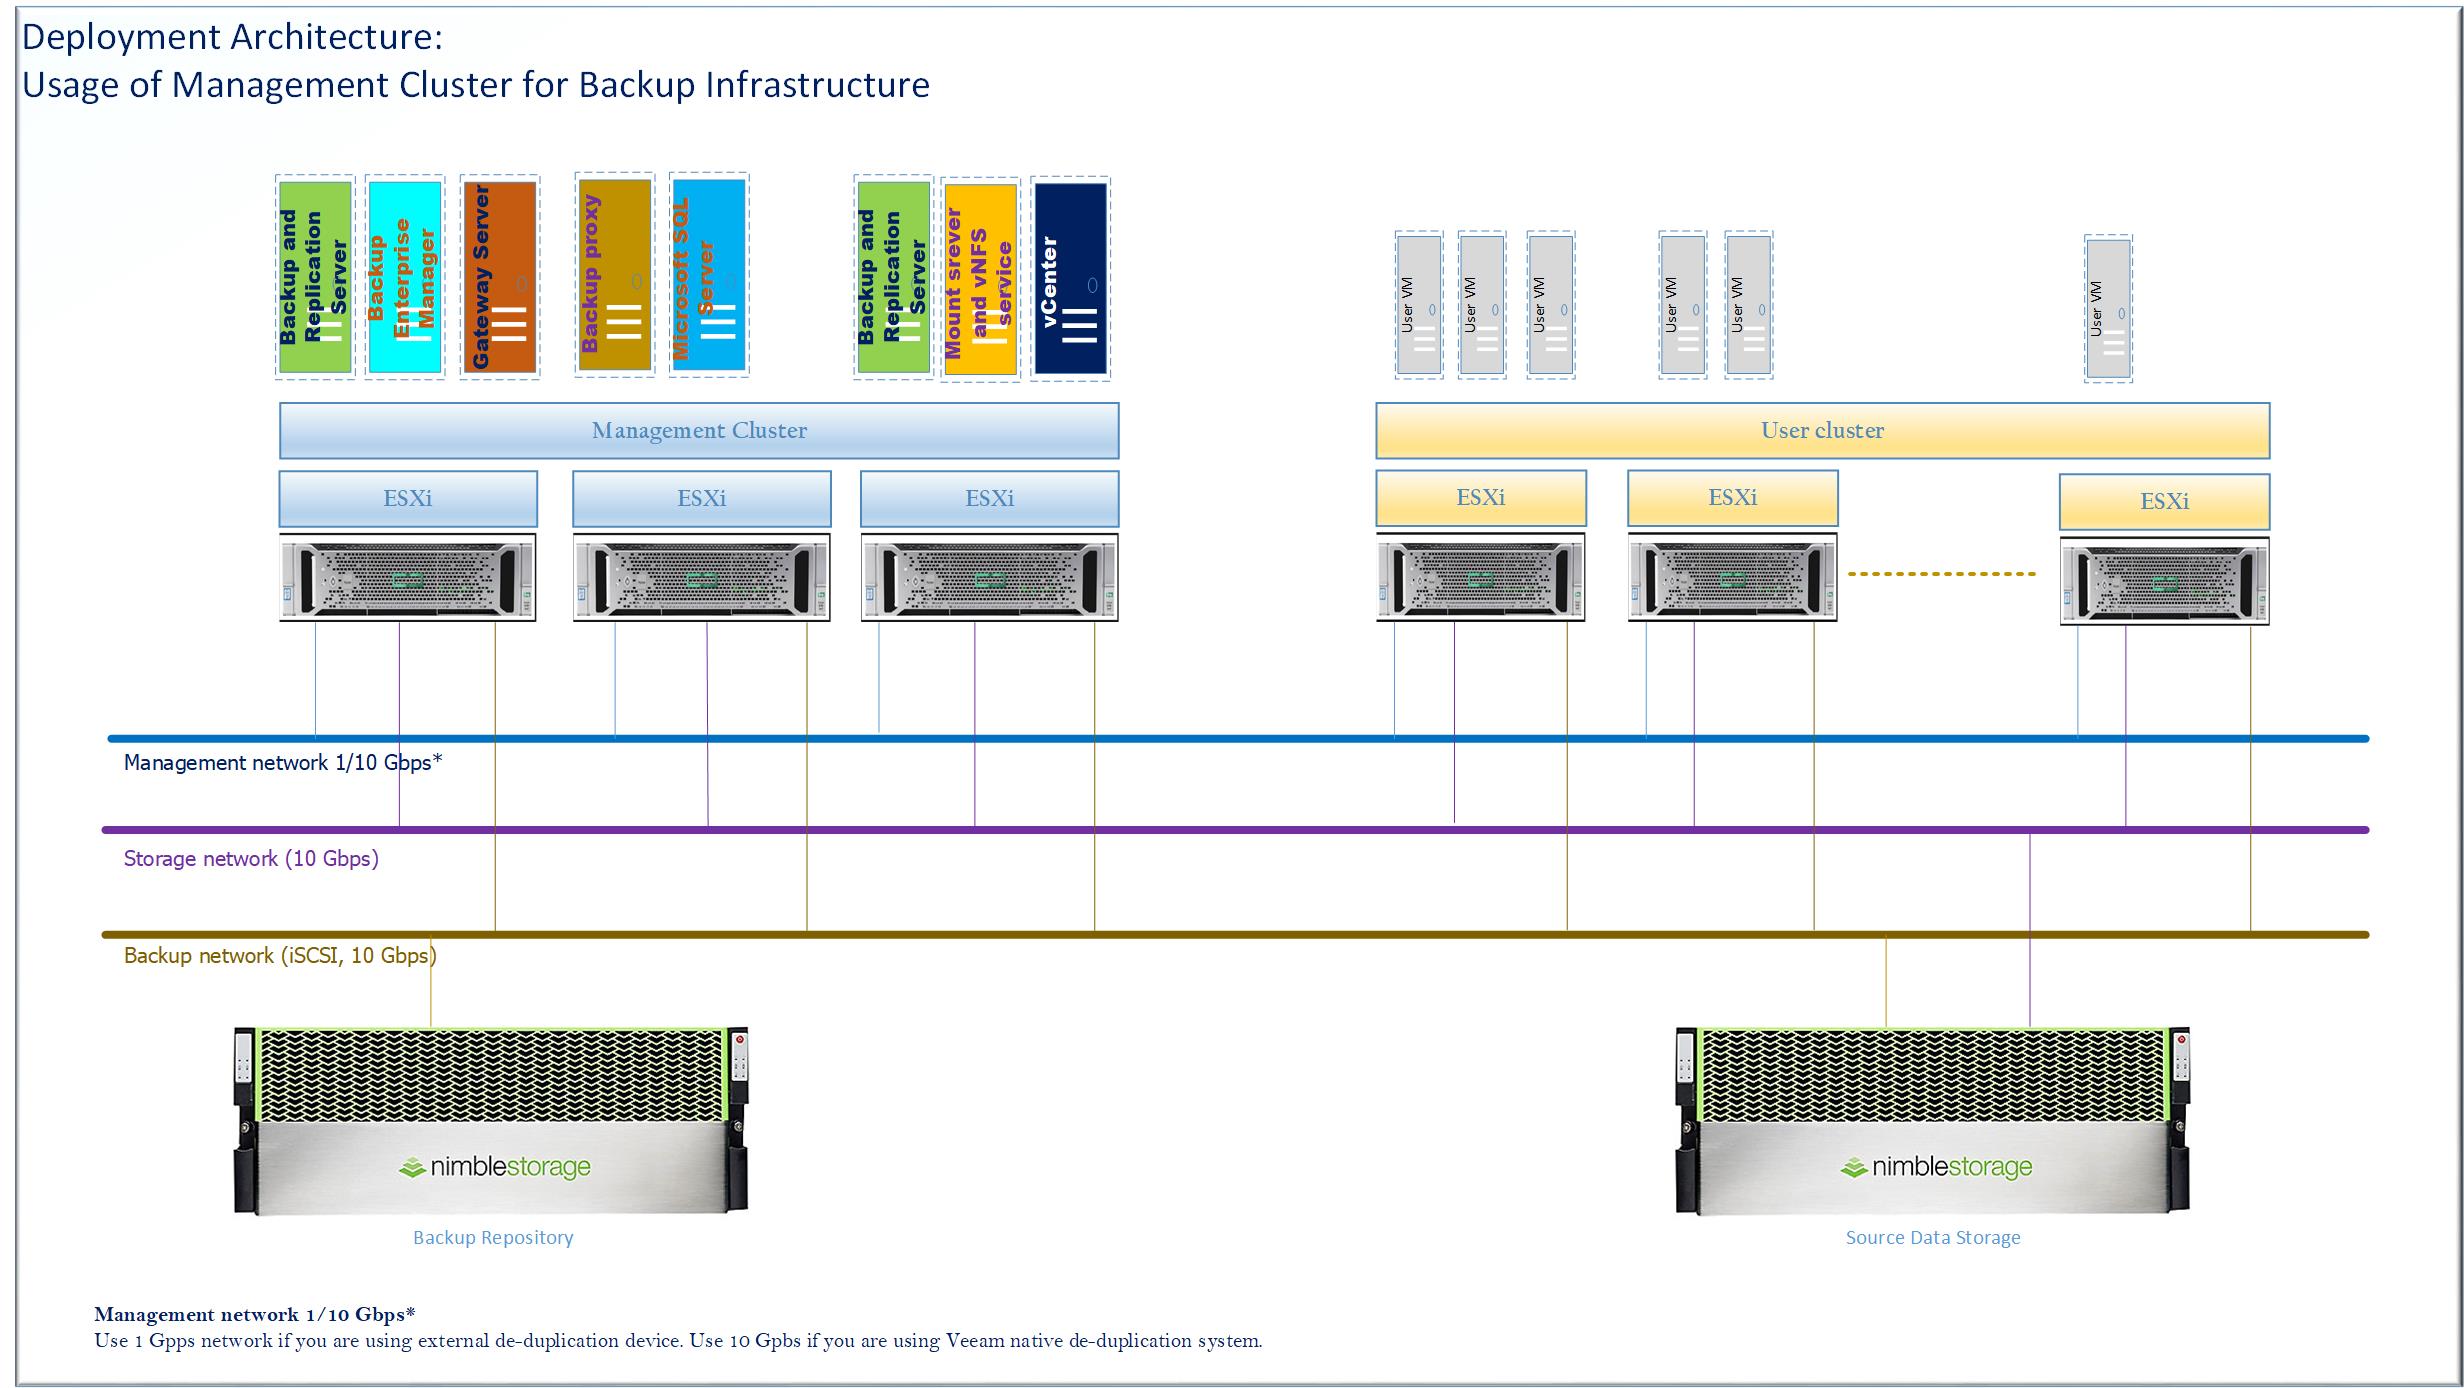 Deployment Architecture:
Usage of Management Cluster for Backup Infrastructure
Backup and
Replication
Server
Backup
Enterprise
Manager
Gateway Server
Backup proxy
Microsoft SQL
Server
Backup and
Replication
Server
Mount srever
and vNFS
service
vCenter
User VM
User VM
User VM
User VM
User VM
User VM
Management Cluster
User cluster
ESXi
ESXi
ESXi
ESXi
ESXi
ESXi
Management network 1/10 Gbps*
Storage network (10 Gbps)
Backup network (iSCSI, 10 Gbps)
nimblestorage
nimblestorage
Backup Repository
Source Data Storage
Management network 1/10 Gbps*
Use 1 Gpps network if you are using external de-duplication device. Use 10 Gpbs if you are using Veeam native de-duplication system.